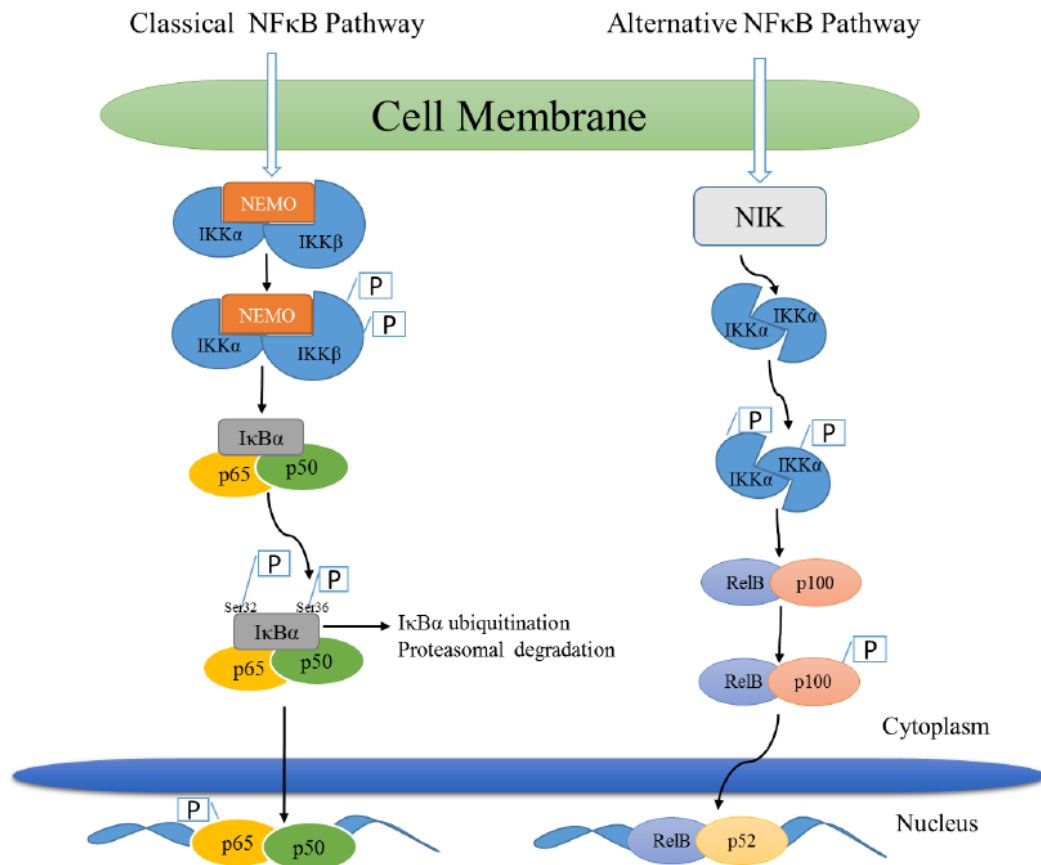 Classical NFκB Pathway
Alternative NFκB Pathway
Cell Membrane
NEMO
IKKα
IKKβ
P
P
NEMO
IKKα
IKKβ
IκBα
p65
p50
P
P
Ser32
Ser36
IκBα
p65
p50
IκBα ubiquitination
Proteasomal degradation
P
p65
p50
NIK
IKKα
IKKα
P
P
IKKα
IKKα
RelB
p100
P
RelB
p100
Cytoplasm
Nucleus
RelB
p52